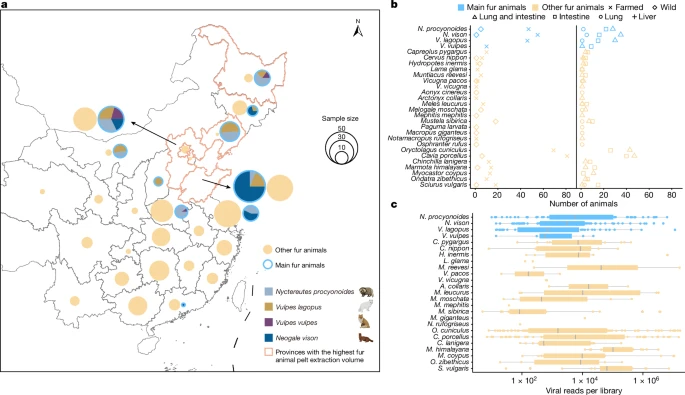 a
N
Sample size
50
30
10
Other fur animals
Main fur animals
Nyctereutes procyonoides
Vulpes lagopus
Vulpes vulpes
Neogale vison
Provinces with the highest fur
animal pelt extraction volume
b
Main fur animals
Other fur animals
Farmed
Wild
Lung and intestine
Intestine
Lung
Liver
N. procyonoides
N. vison
V. lagopus
V. vulpes
Capreolus pygargus
Cervus nippon
Hydropotes inermis
Lama glama
Muntiacus reevesi
Vicugna pacos
V. vicugna
Aonyx cinereus
Arctonyx collaris
Meles leucurus
Melogale moschata
Mephitis mephitis
Mustela sibirica
Paguma larvata
Macropus giganteus
Notamacropus rufogriseus
Osphranter rufus
Oryctolagus cuniculus
Cavia porcellus
Chinchilla lanigera
Marmota himalayana
Myocastor coypus
Ondatra zibethicus
Sciurus vulgaris
0 20 40 60 80 0 20 40 60 80
Number of animals
c
N. procyonoides
N. vison
V. lagopus
V. vulpes
C. pygargus
C. nippon
H. inermis
L. glama
M. reevesi
V. pacos
V. vicugna
A. collaris
M. leucurus
M. moschata
M. mephitis
M. sibirica
M. giganteus
N. rufogriseus
O. cuniculus
C. porcellus
C. lanigera
M. himalayana
M. coypus
O. zibethicus
S. vulgaris
1 × 10² 1 × 10⁴ 1 × 10⁶
Viral reads per library